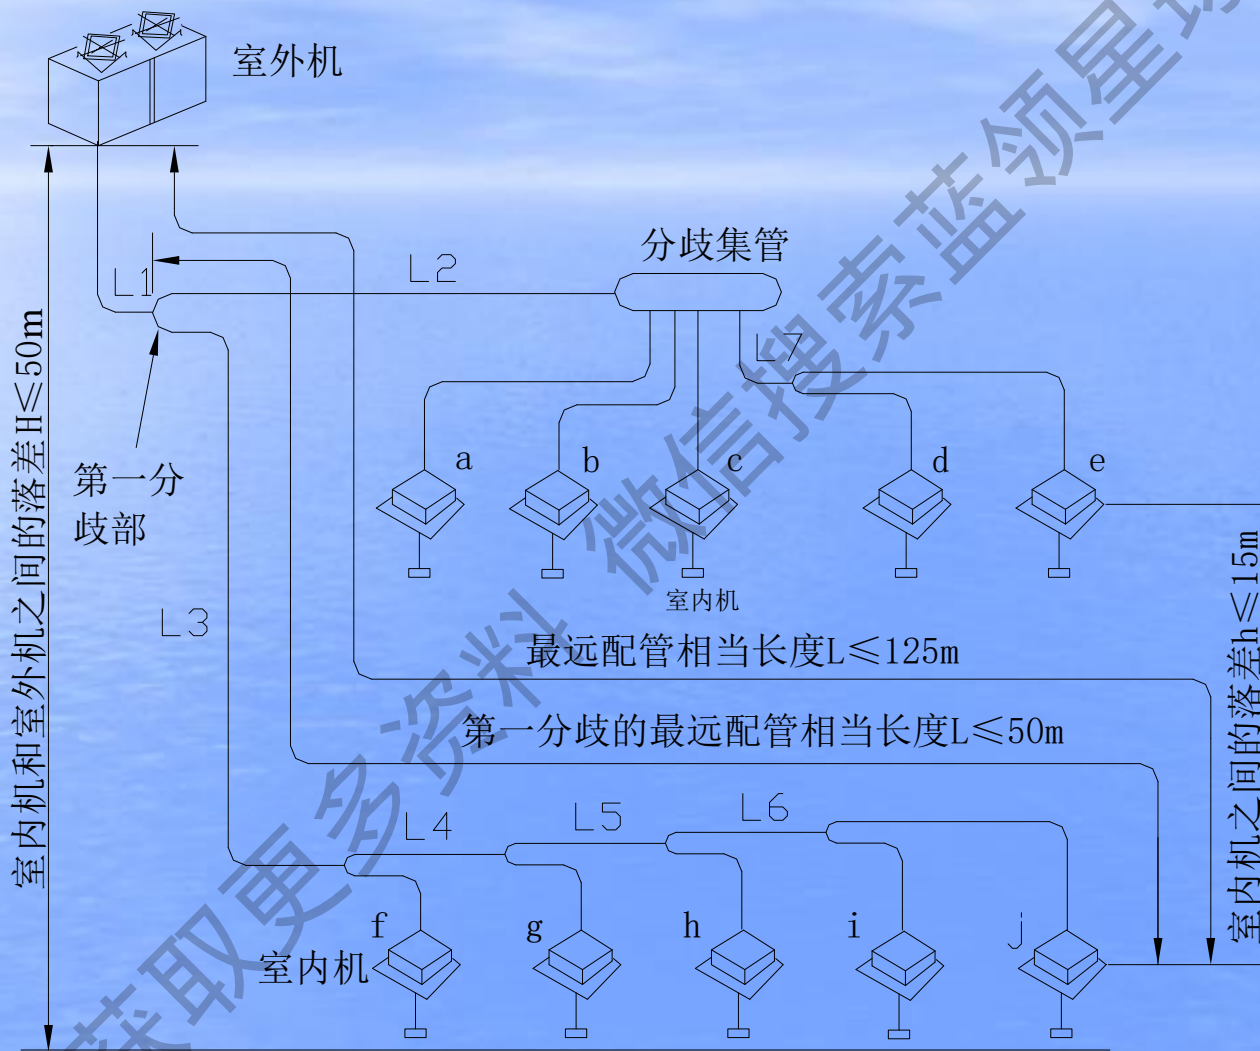 室外机
分歧集管
L1
L2
L7
第一分
歧部
a
b
c
d
e
室内机
L3
最远配管相当长度L≤125m
第一分歧的最远配管相当长度L≤50m
L4
L5
L6
f
g
h
i
j
室内机
室内机和室外机之间的落差H≤50m
室内机之间的落差h≤15m
获取更多资料 微信搜索蓝领星球